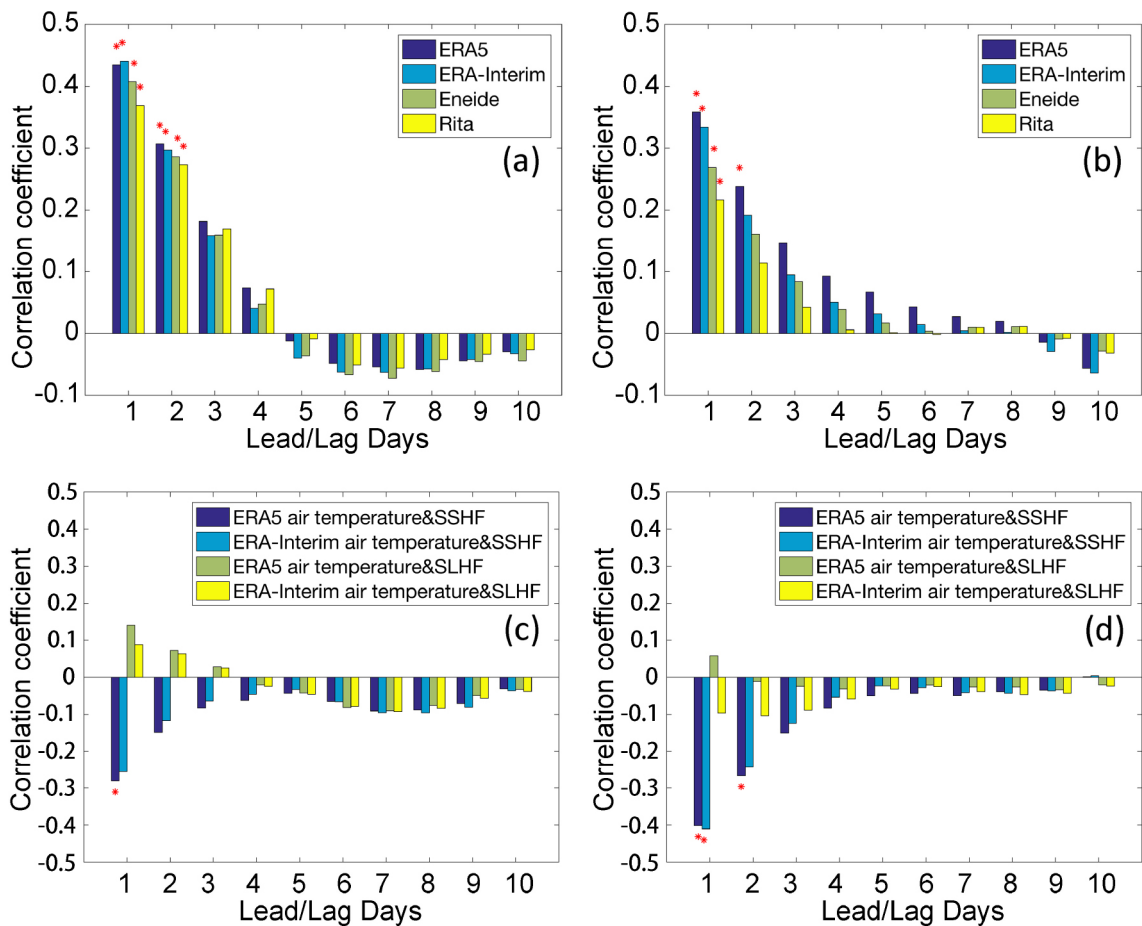 0.5
0.4
0.3
0.2
0.1
0
-0.1
Correlation coefficient
ERA5
ERA-Interim
Eneide
Rita
(a)
1 2 3 4 5 6 7 8 9 10
Lead/Lag Days
0.5
0.4
0.3
0.2
0.1
0
-0.1
Correlation coefficient
ERA5
ERA-Interim
Eneide
Rita
(b)
1 2 3 4 5 6 7 8 9 10
Lead/Lag Days
0.5
0.4
0.3
0.2
0.1
0
-0.1
-0.2
-0.3
-0.4
-0.5
Correlation coefficient
ERA5 air temperature&SSHF
ERA-Interim air temperature&SSHF
ERA5 air temperature&SLHF
ERA-Interim air temperature&SLHF
(c)
1 2 3 4 5 6 7 8 9 10
Lead/Lag Days
0.5
0.4
0.3
0.2
0.1
0
-0.1
-0.2
-0.3
-0.4
-0.5
Correlation coefficient
ERA5 air temperature&SSHF
ERA-Interim air temperature&SSHF
ERA5 air temperature&SLHF
ERA-Interim air temperature&SLHF
(d)
1 2 3 4 5 6 7 8 9 10
Lead/Lag Days